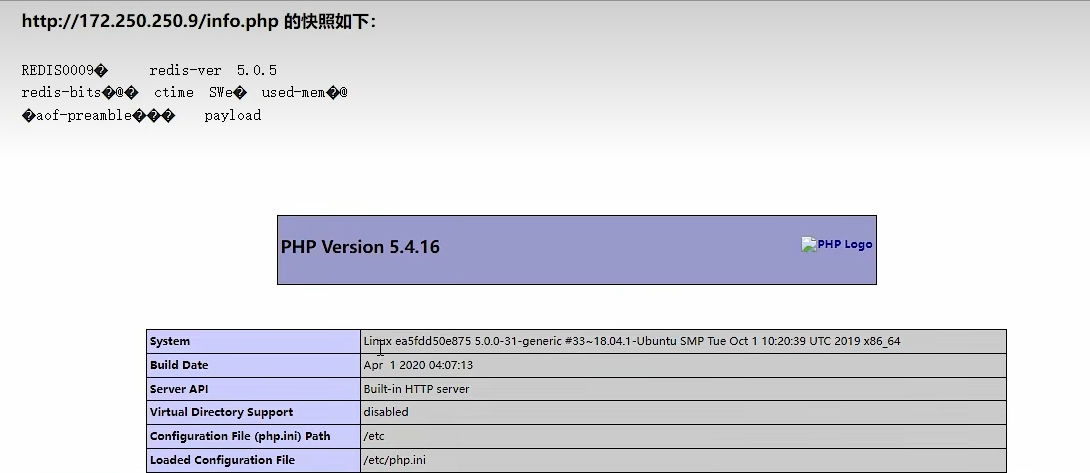 http://172.250.250.9/info.php 的快照如下：
REDIS0009� redis-ver 5.0.5
redis-bits�@� ctime SWe� used-mem�@
�aof-preamble��� payload
PHP Version 5.4.16
PHP Logo
System Linux ea5fdd50e875 5.0.0-31-generic #33~18.04.1-Ubuntu SMP Tue Oct 1 10:20:39 UTC 2019 x86_64
Build Date Apr 1 2020 04:07:13
Server API Built-in HTTP server
Virtual Directory Support disabled
Configuration File (php.ini) Path /etc
Loaded Configuration File /etc/php.ini